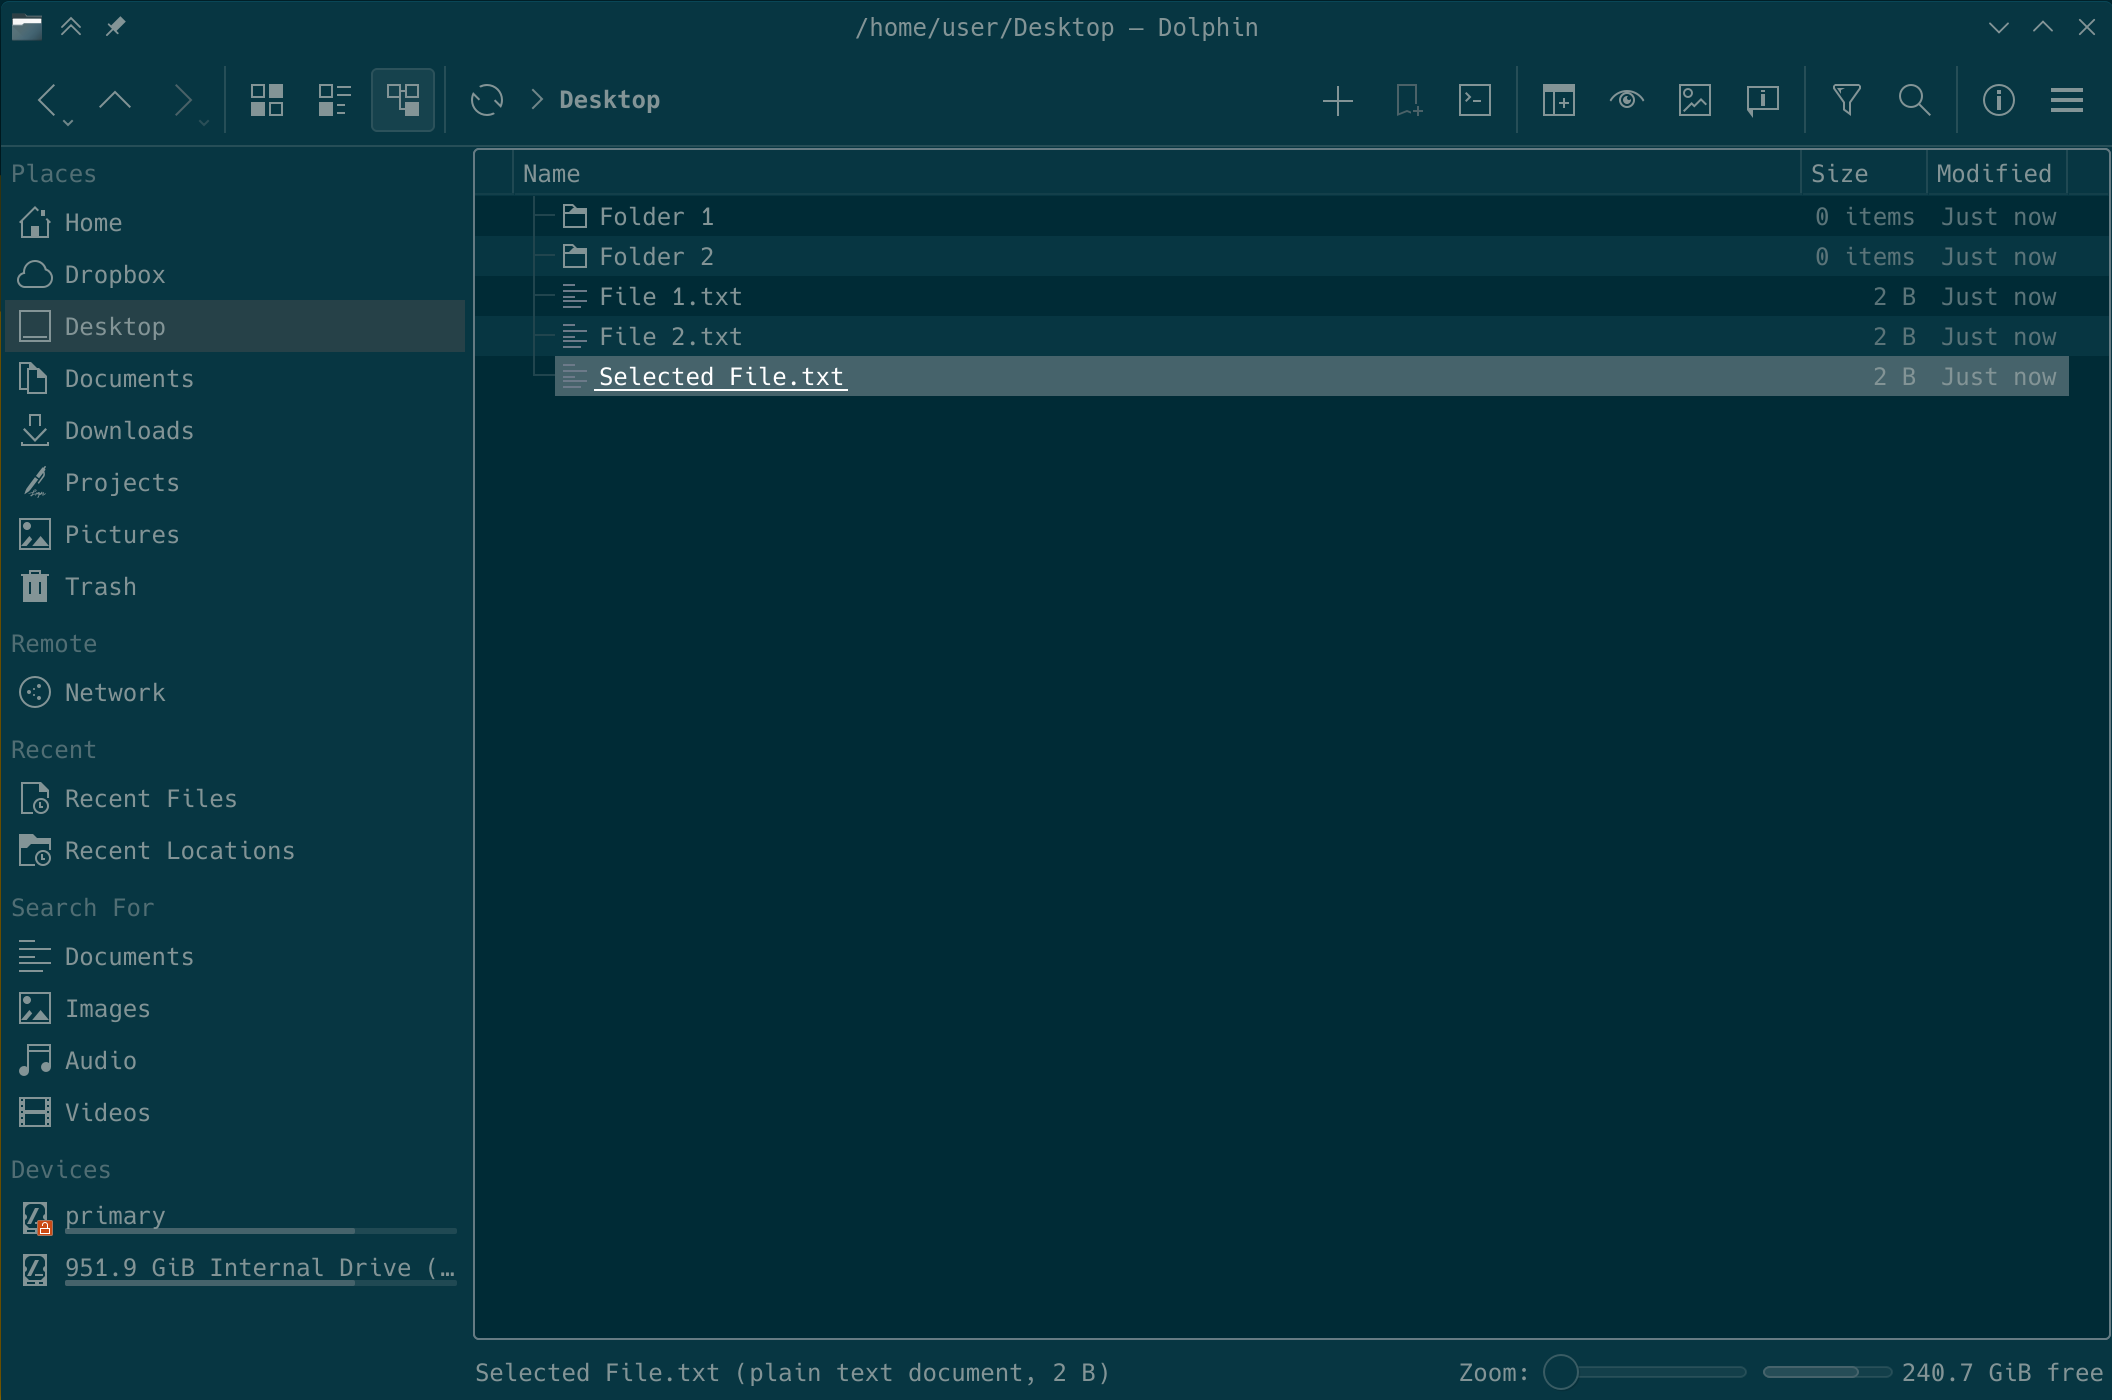 /home/user/Desktop — Dolphin
Desktop
Places
Home
Dropbox
Desktop
Documents
Downloads
Projects
Pictures
Trash
Remote
Network
Recent
Recent Files
Recent Locations
Search For
Documents
Images
Audio
Videos
Devices
primary
951.9 GiB Internal Drive (…
Name Size Modified
Folder 1 0 items Just now
Folder 2 0 items Just now
File 1.txt 2 B Just now
File 2.txt 2 B Just now
Selected File.txt 2 B Just now
Selected File.txt (plain text document, 2 B) Zoom: 240.7 GiB free